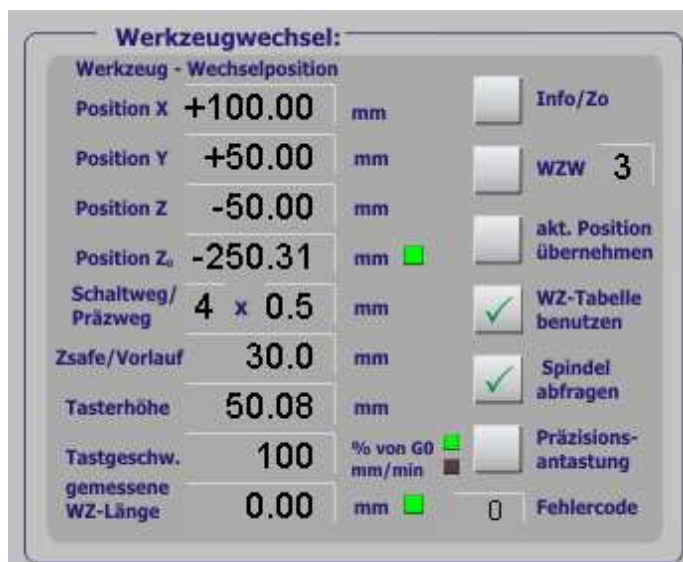 Werkzeugwechsel:
Werkzeug - Wechselposition
Position X +100.00 mm
Info/Zo
Position Y +50.00 mm
WZW 3
Position Z -50.00 mm
akt. Position
übernehmen
Position Z₀ -250.31 mm
Schaltweg/
Präzweg 4 x 0.5 mm
WZ-Tabelle
benutzen
Zsafe/Vorlauf 30.0 mm
Spindel
abfragen
Tasterhöhe 50.08 mm
Tastgeschw. 100 % von G0
mm/min
Präzisions-
antastung
gemessene
WZ-Länge 0.00 mm
0 Fehlercode